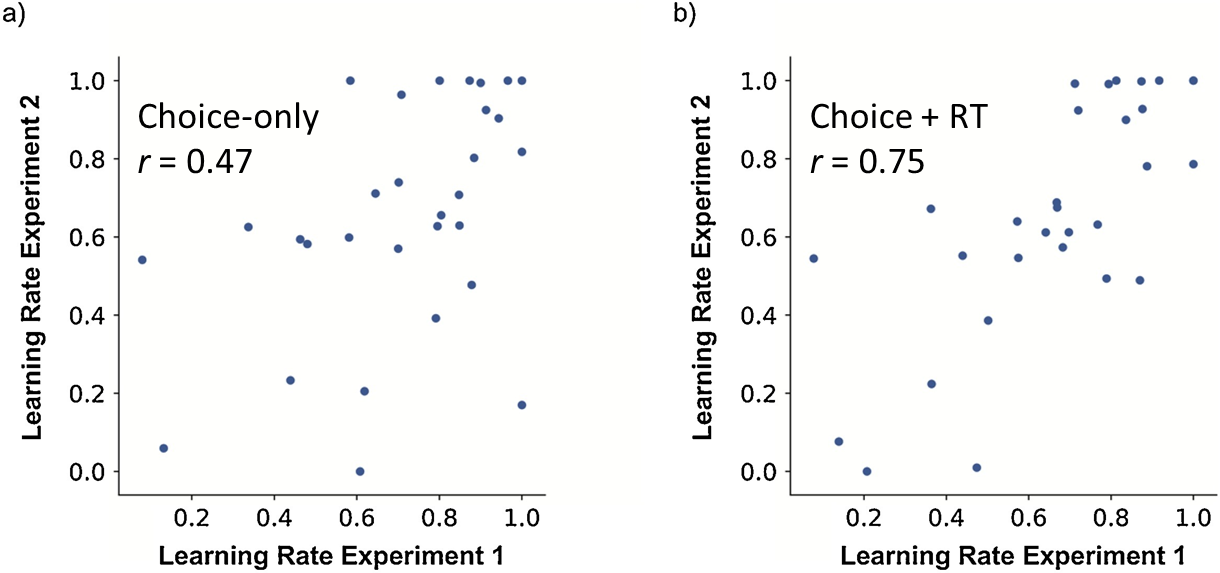 a)
Choice-only
r = 0.47
Learning Rate Experiment 2
1.0
0.8
0.6
0.4
0.2
0.0
0.2 0.4 0.6 0.8 1.0
Learning Rate Experiment 1
b)
Choice + RT
r = 0.75
Learning Rate Experiment 2
1.0
0.8
0.6
0.4
0.2
0.0
0.2 0.4 0.6 0.8 1.0
Learning Rate Experiment 1